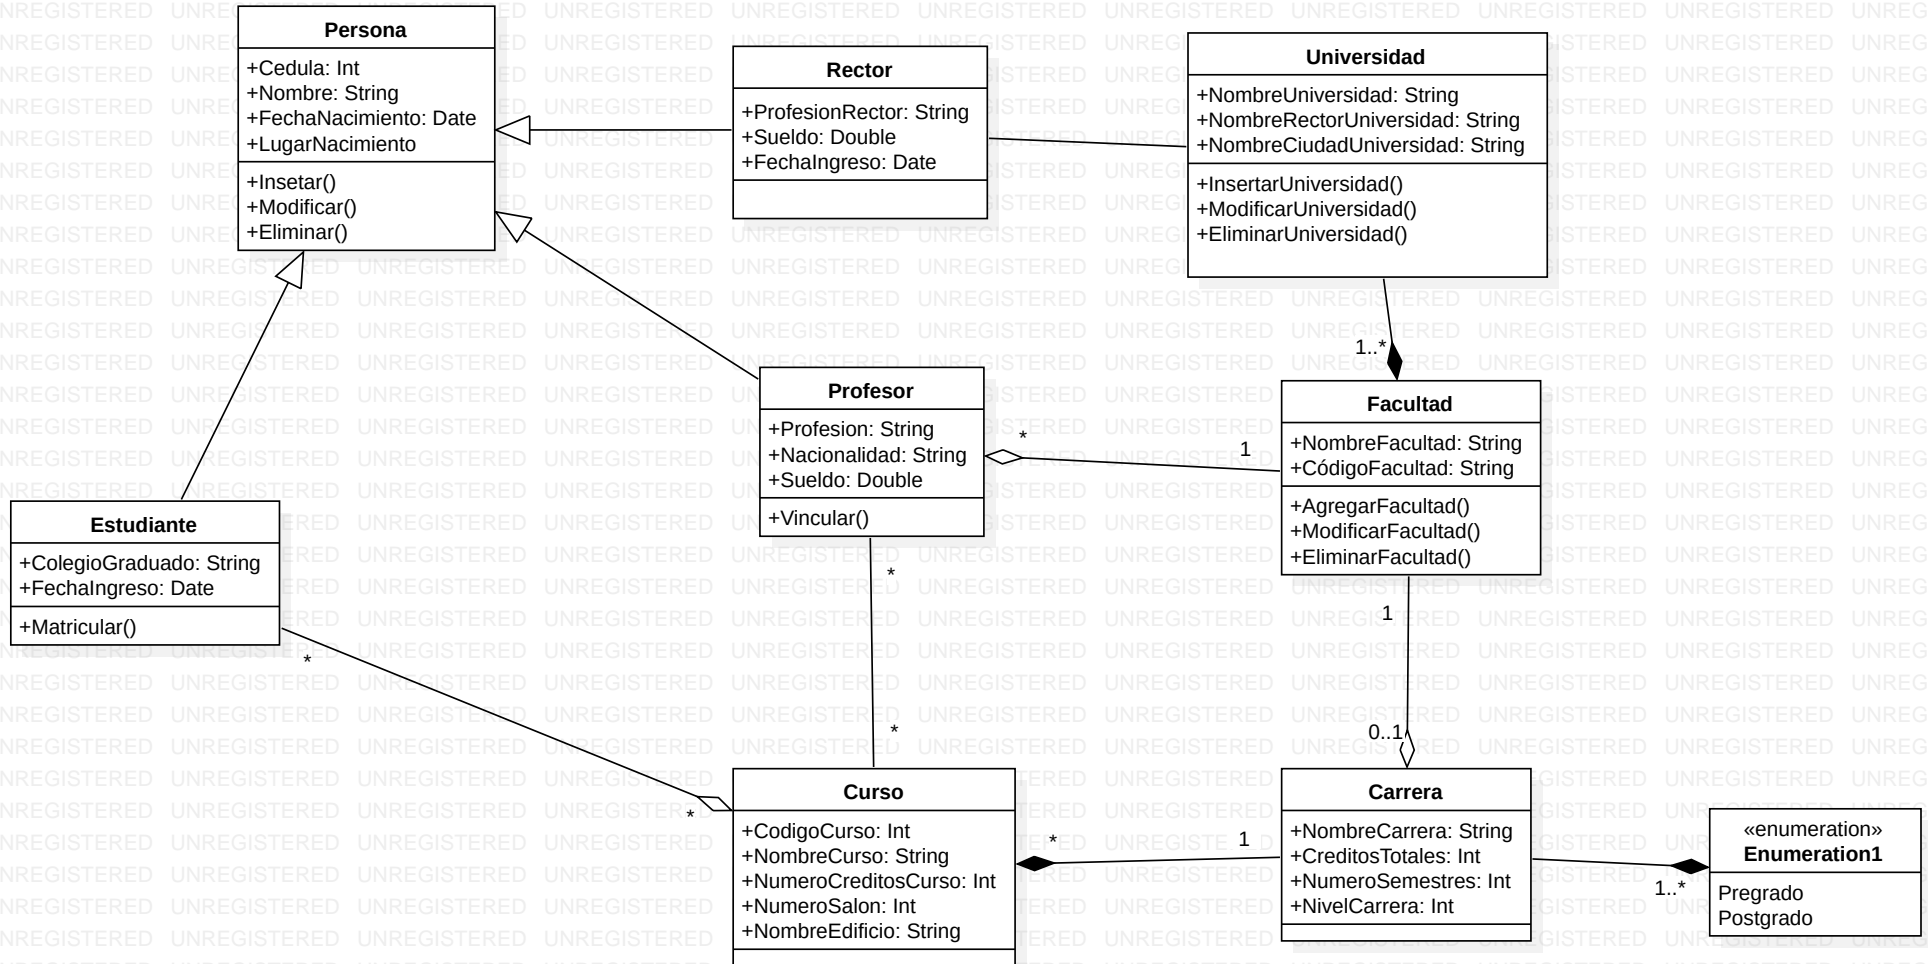 Persona
+Cedula: Int
+Nombre: String
+FechaNacimiento: Date
+LugarNacimiento
+Insetar()
+Modificar()
+Eliminar()
Rector
+ProfesionRector: String
+Sueldo: Double
+FechaIngreso: Date
Universidad
+NombreUniversidad: String
+NombreRectorUniversidad: String
+NombreCiudadUniversidad: String
+InsertarUniversidad()
+ModificarUniversidad()
+EliminarUniversidad()
1..*
Profesor
+Profesion: String
+Nacionalidad: String
+Sueldo: Double
+Vincular()
*
1
Facultad
+NombreFacultad: String
+CódigoFacultad: String
+AgregarFacultad()
+ModificarFacultad()
+EliminarFacultad()
Estudiante
+ColegioGraduado: String
+FechaIngreso: Date
+Matricular()
*
*
*
*
1
0..1
Curso
+CodigoCurso: Int
+NombreCurso: String
+NumeroCreditosCurso: Int
+NumeroSalon: Int
+NombreEdificio: String
*
1
Carrera
+NombreCarrera: String
+CreditosTotales: Int
+NumeroSemestres: Int
+NivelCarrera: Int
1..*
«enumeration»
Enumeration1
Pregrado
Postgrado
UNREGISTERED